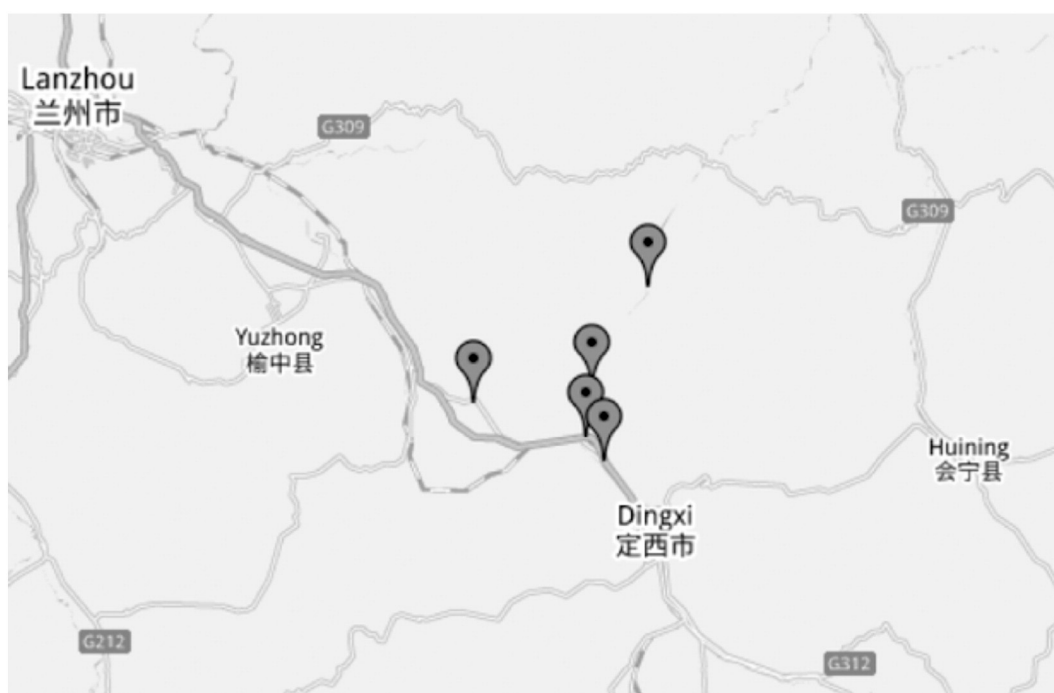 Lanzhou
兰州市
G309
G309
Yuzhong
榆中县
Huining
会宁县
Dingxi
定西市
G212
G312